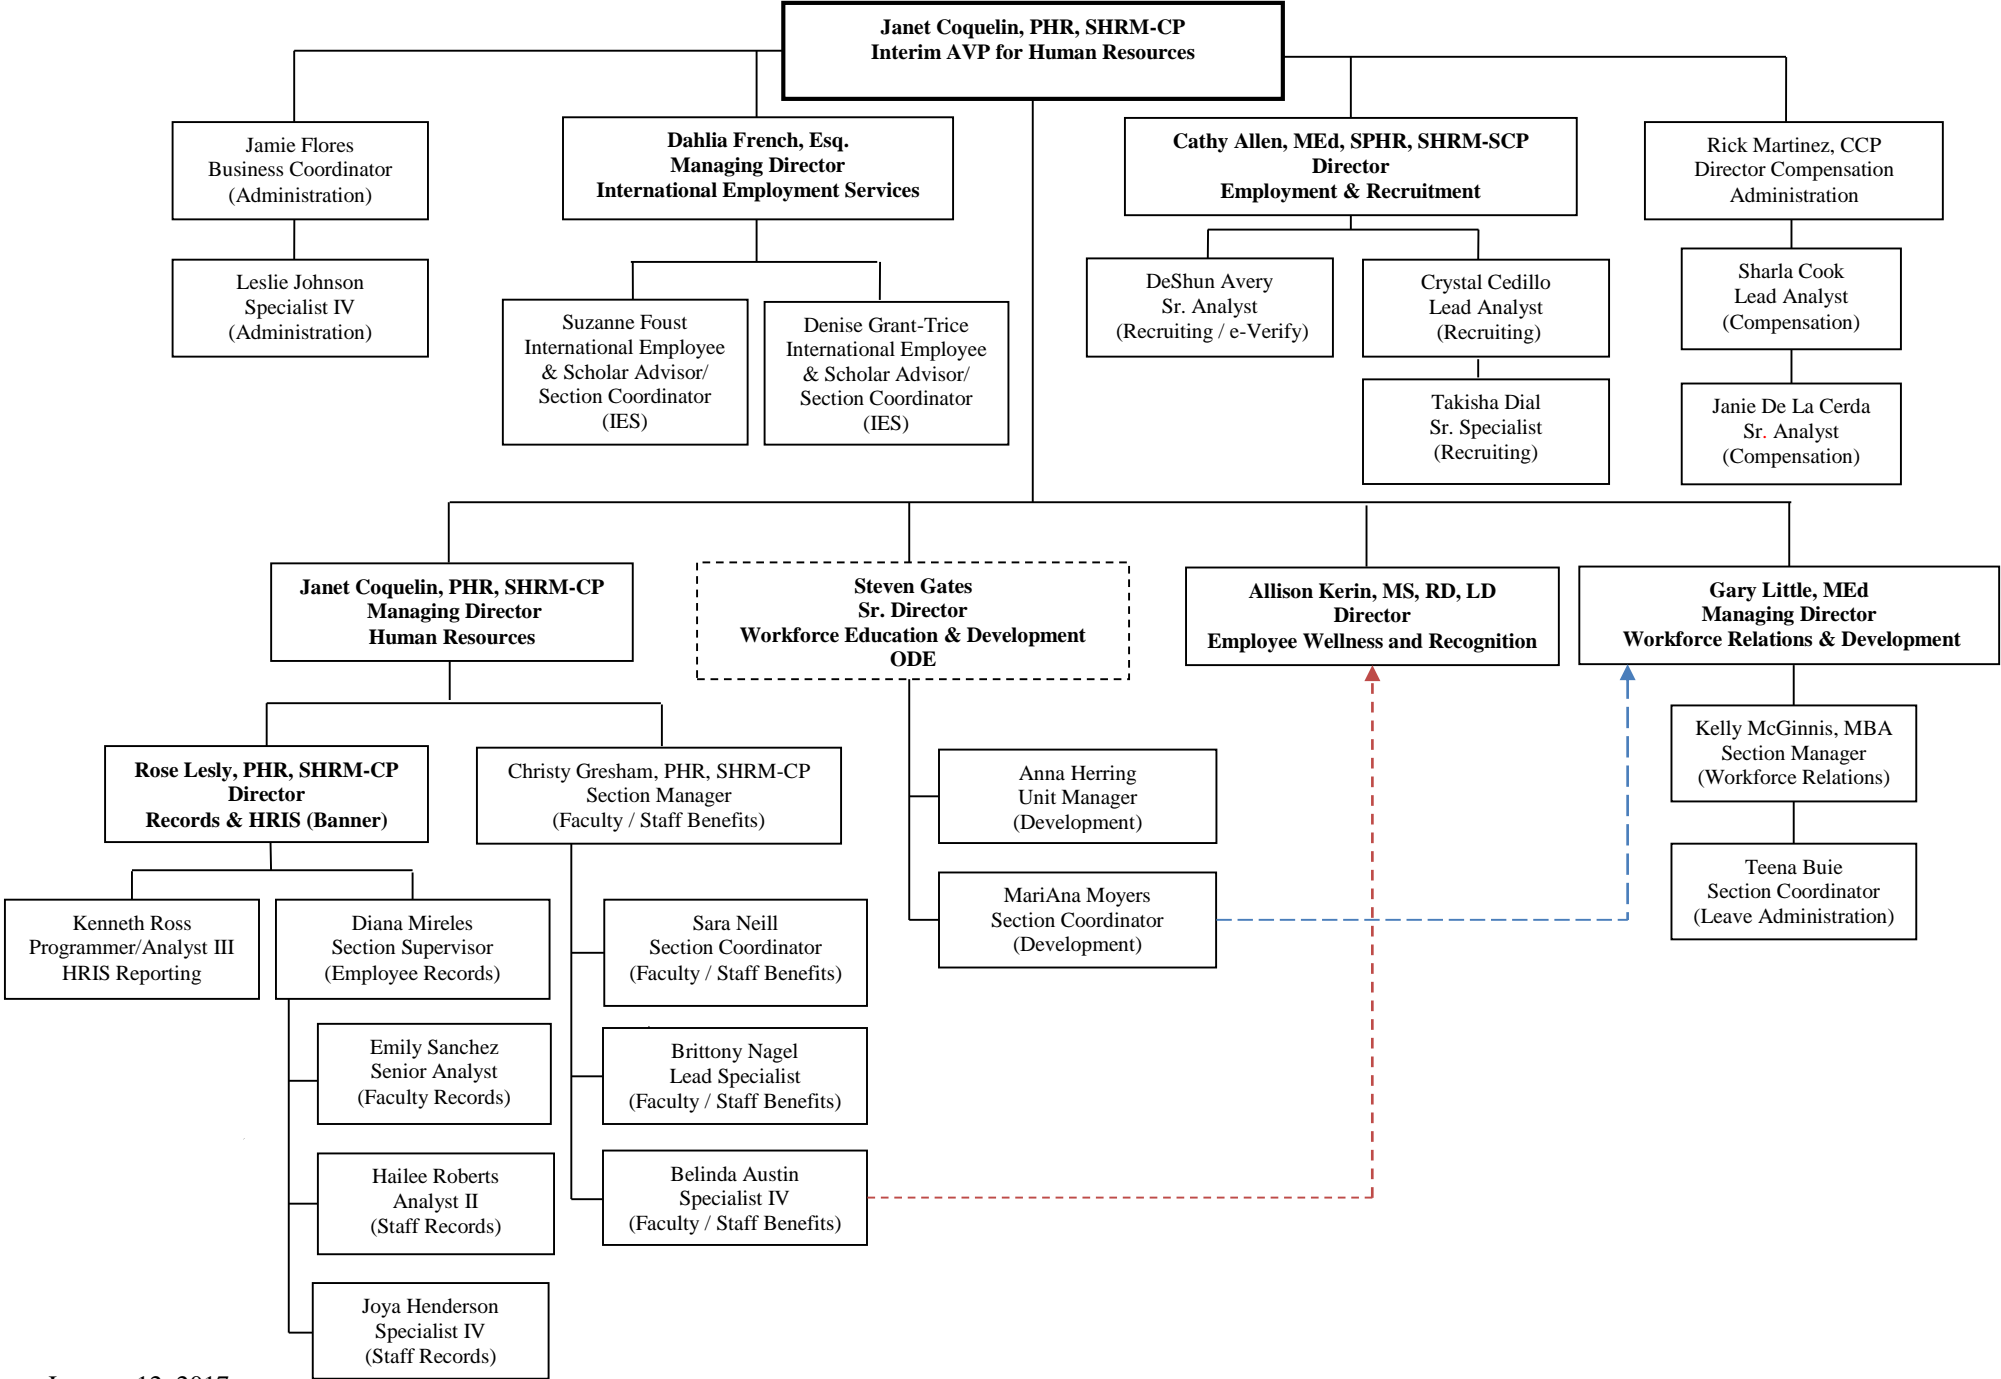 Janet Coquelin, PHR, SHRM-CP
Interim AVP for Human Resources
Jamie Flores
Business Coordinator
(Administration)
Dahlia French, Esq.
Managing Director
International Employment Services
Cathy Allen, MEd, SPHR, SHRM-SCP
Director
Employment & Recruitment
Rick Martinez, CCP
Director Compensation
Administration
Leslie Johnson
Specialist IV
(Administration)
Suzanne Foust
International Employee
& Scholar Advisor/
Section Coordinator
(IES)
Denise Grant-Trice
International Employee
& Scholar Advisor/
Section Coordinator
(IES)
DeShun Avery
Sr. Analyst
(Recruiting / e-Verify)
Crystal Cedillo
Lead Analyst
(Recruiting)
Sharla Cook
Lead Analyst
(Compensation)
Takisha Dial
Sr. Specialist
(Recruiting)
Janie De La Cerda
Sr. Analyst
(Compensation)
Janet Coquelin, PHR, SHRM-CP
Managing Director
Human Resources
Steven Gates
Sr. Director
Workforce Education & Development
ODE
Allison Kerin, MS, RD, LD
Director
Employee Wellness and Recognition
Gary Little, MEd
Managing Director
Workforce Relations & Development
Rose Lesly, PHR, SHRM-CP
Director
Records & HRIS (Banner)
Christy Gresham, PHR, SHRM-CP
Section Manager
(Faculty / Staff Benefits)
Anna Herring
Unit Manager
(Development)
Kelly McGinnis, MBA
Section Manager
(Workforce Relations)
Kenneth Ross
Programmer/Analyst III
HRIS Reporting
Diana Mireles
Section Supervisor
(Employee Records)
Sara Neill
Section Coordinator
(Faculty / Staff Benefits)
MariAna Moyers
Section Coordinator
(Development)
Teena Buie
Section Coordinator
(Leave Administration)
Emily Sanchez
Senior Analyst
(Faculty Records)
Brittony Nagel
Lead Specialist
(Faculty / Staff Benefits)
Hailee Roberts
Analyst II
(Staff Records)
Belinda Austin
Specialist IV
(Faculty / Staff Benefits)
Joya Henderson
Specialist IV
(Staff Records)